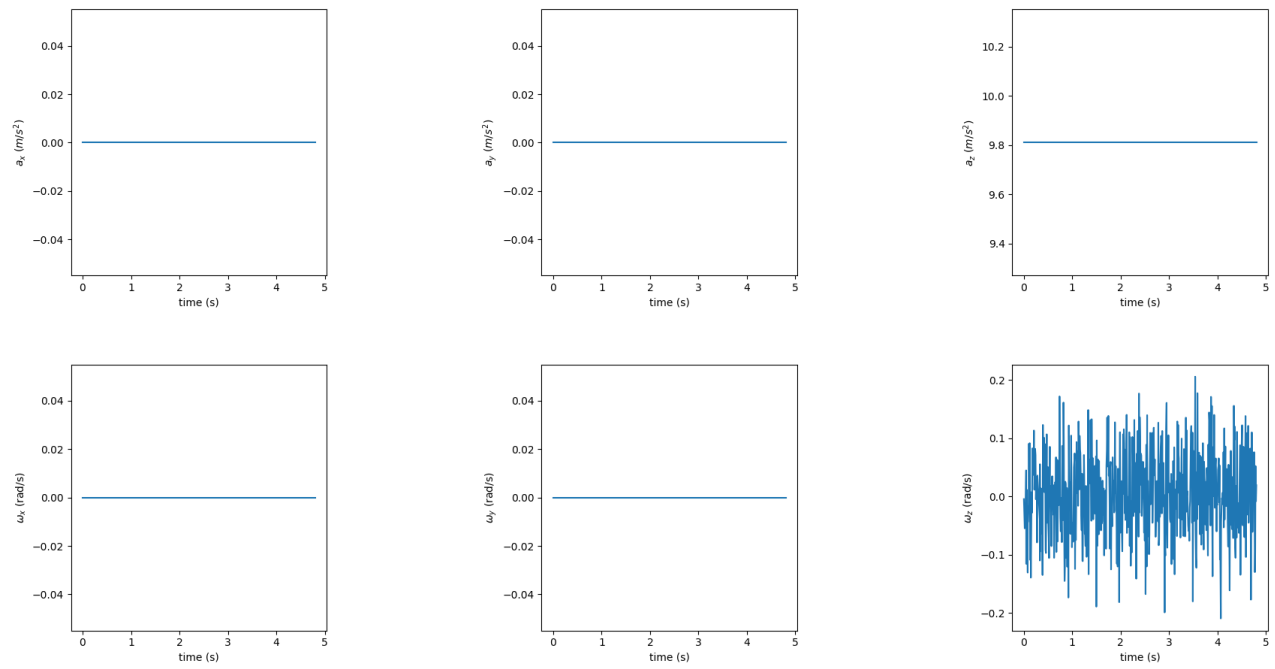 0.04
0.02
0.00
−0.02
−0.04
a_x (m/s²)
0 1 2 3 4 5
time (s)
0.04
0.02
0.00
−0.02
−0.04
a_y (m/s²)
0 1 2 3 4 5
time (s)
10.2
10.0
9.8
9.6
9.4
a_z (m/s²)
0 1 2 3 4 5
time (s)
0.04
0.02
0.00
−0.02
−0.04
ω_x (rad/s)
0 1 2 3 4 5
time (s)
0.04
0.02
0.00
−0.02
−0.04
ω_y (rad/s)
0 1 2 3 4 5
time (s)
0.2
0.1
0.0
−0.1
−0.2
ω_z (rad/s)
0 1 2 3 4 5
time (s)